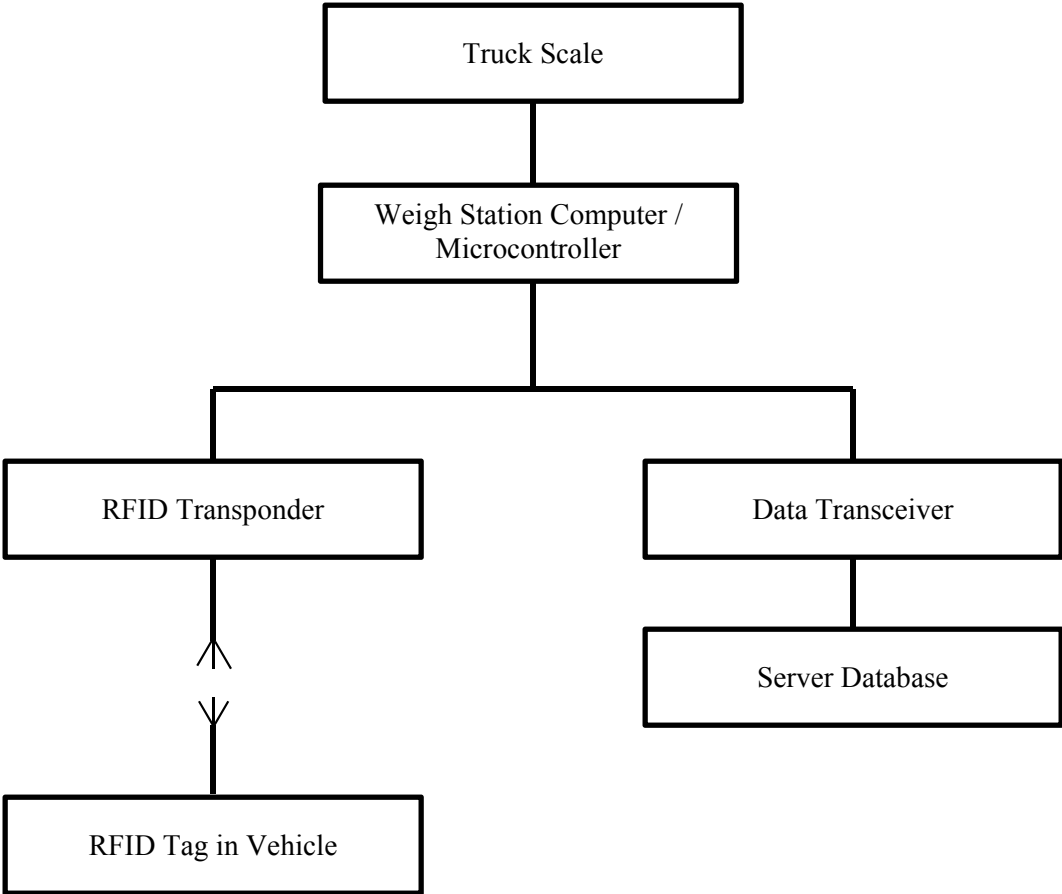 Truck Scale
Weigh Station Computer /
Microcontroller
RFID Transponder
Data Transceiver
Server Database
RFID Tag in Vehicle